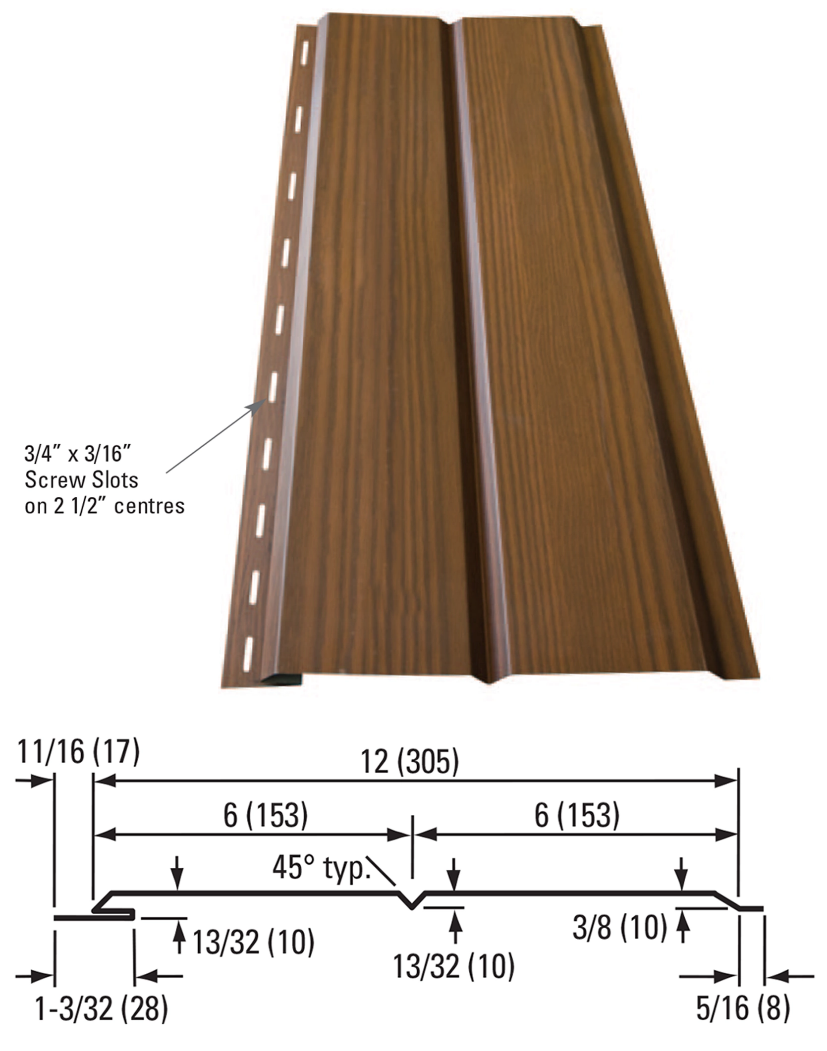 3/4″ x 3/16″
Screw Slots
on 2 1/2″ centres
11/16 (17)
12 (305)
6 (153)
6 (153)
45° typ.
13/32 (10)
13/32 (10)
3/8 (10)
1-3/32 (28)
5/16 (8)